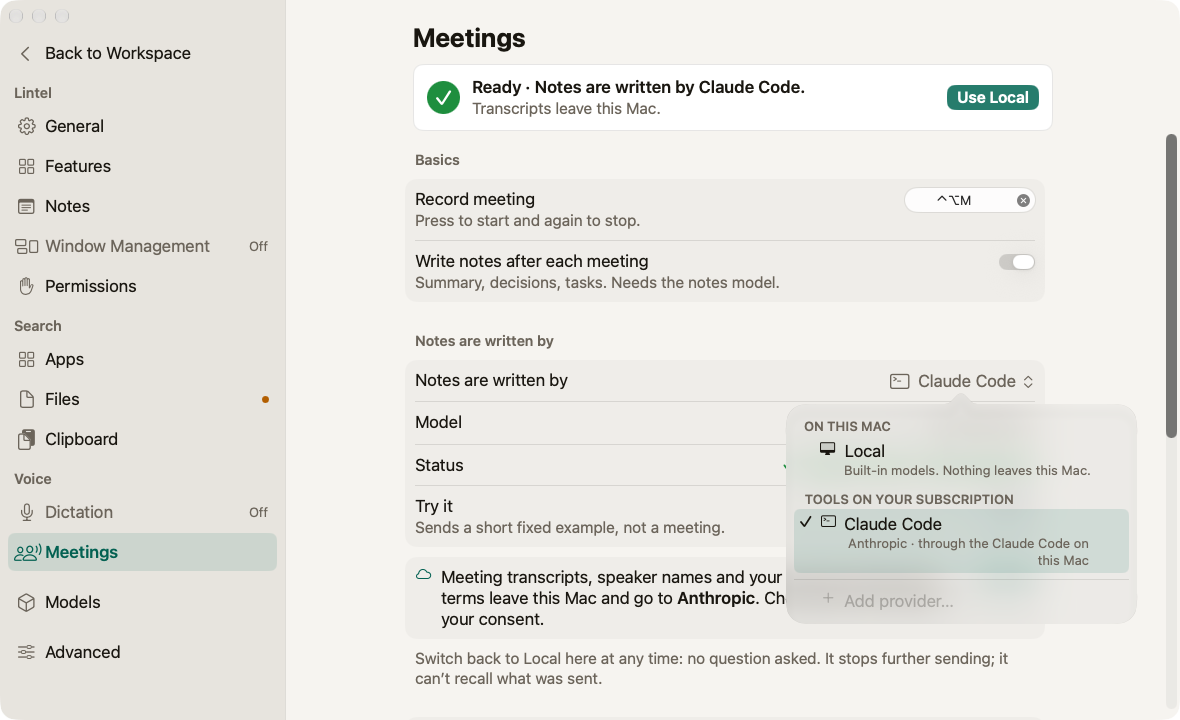 Back to Workspace
Lintel
General
Features
Notes
Window Management Off
Permissions
Search
Apps
Files
Clipboard
Voice
Dictation Off
Meetings
Models
Advanced
Meetings
Ready · Notes are written by Claude Code.
Transcripts leave this Mac.
Use Local
Basics
Record meeting
Press to start and again to stop.
⌃⌥M
Write notes after each meeting
Summary, decisions, tasks. Needs the notes model.
Notes are written by
Notes are written by
Claude Code
Model
Status
Try it
Sends a short fixed example, not a meeting.
ON THIS MAC
Local
Built-in models. Nothing leaves this Mac.
TOOLS ON YOUR SUBSCRIPTION
Claude Code
Anthropic · through the Claude Code on
this Mac
Add provider...
Meeting transcripts, speaker names and your
terms leave this Mac and go to Anthropic.
your consent.
Switch back to Local here at any time: no question asked. It stops further sending; it
can’t recall what was sent.